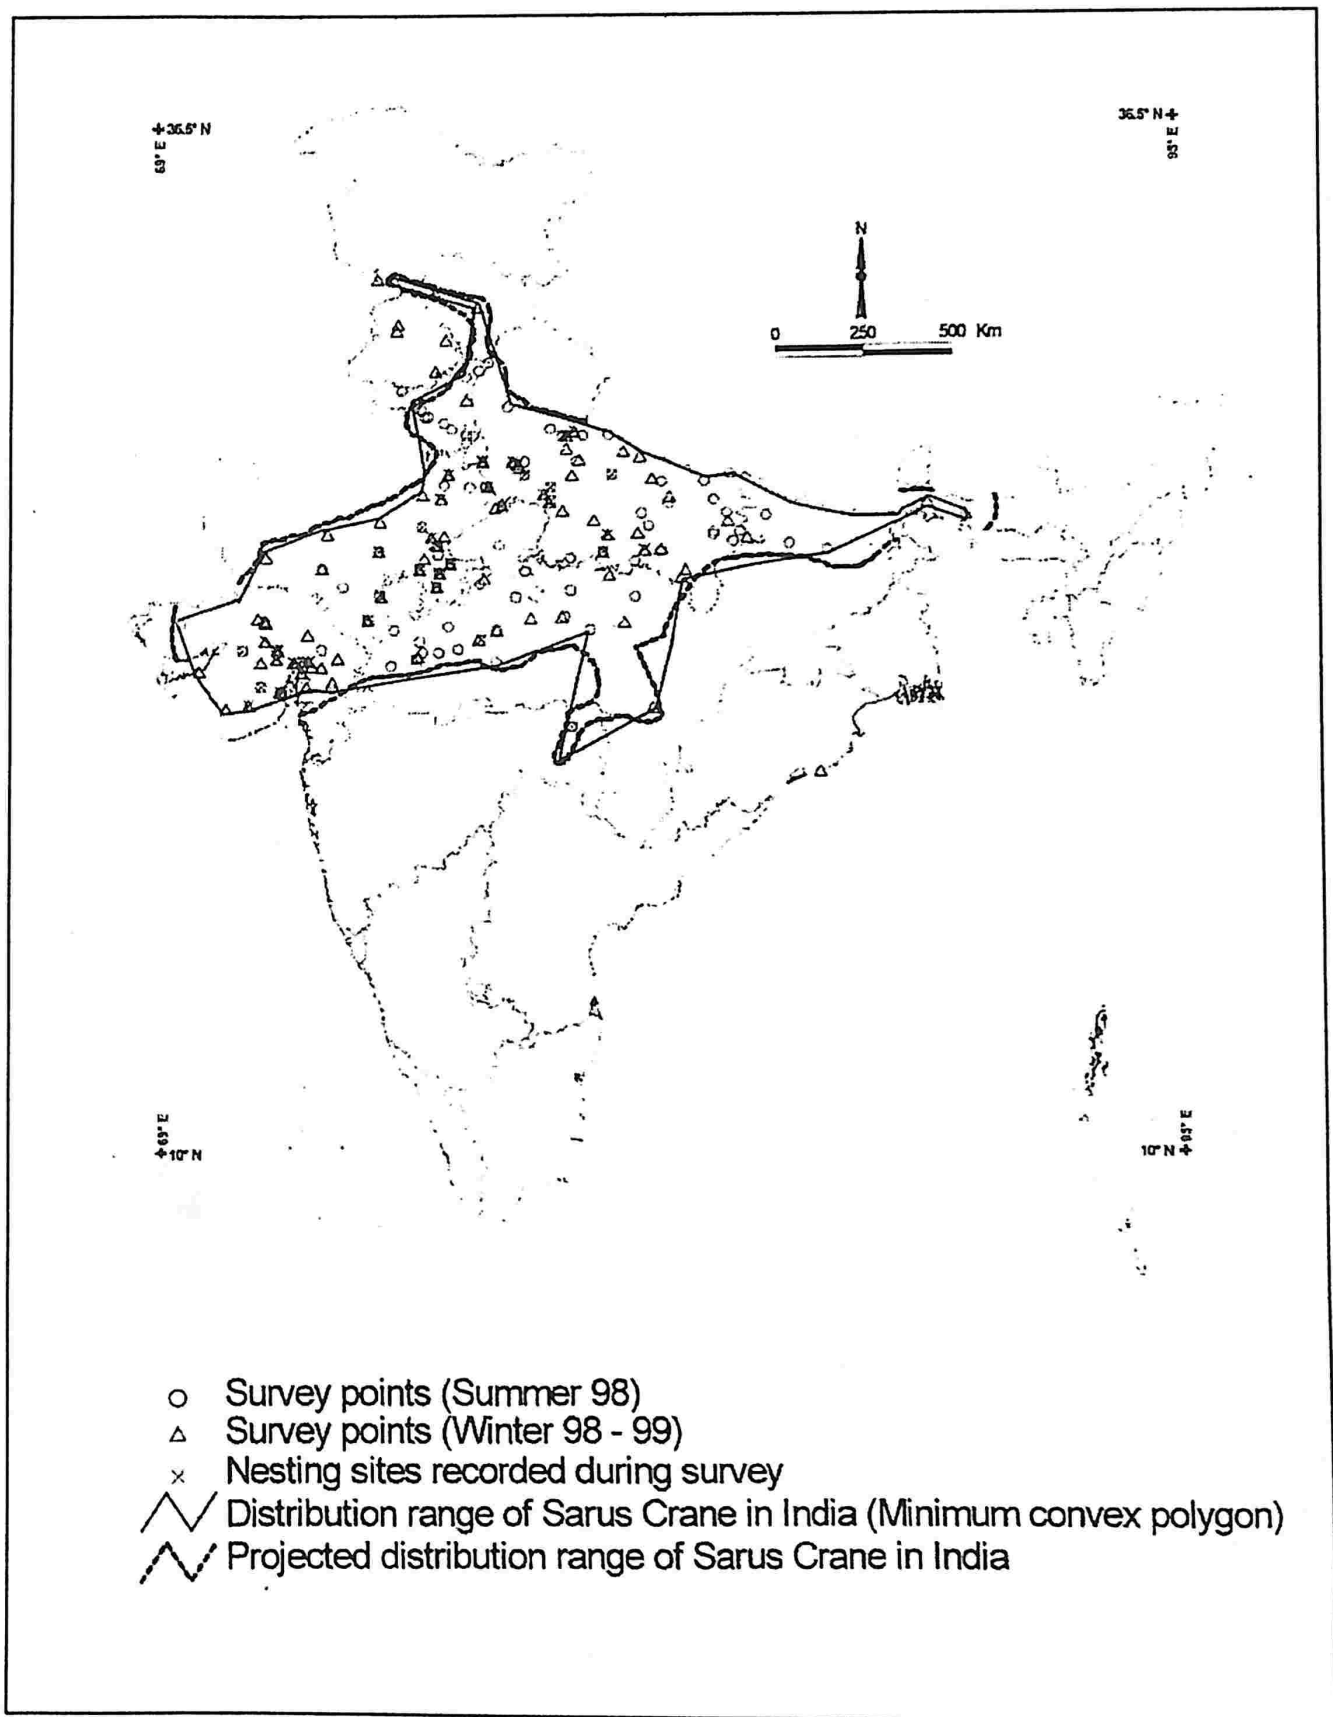 36.5° N
69° E
36.5° N
95° E
N
0 250 500 Km
69° E
10° N
10° N
95° E
Survey points (Summer 98)
Survey points (Winter 98 - 99)
Nesting sites recorded during survey
Distribution range of Sarus Crane in India (Minimum convex polygon)
Projected distribution range of Sarus Crane in India